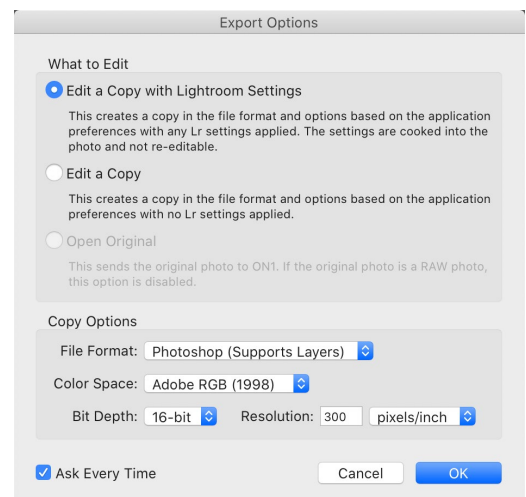 Export Options
What to Edit
Edit a Copy with Lightroom Settings
This creates a copy in the file format and options based on the application
preferences with any Lr settings applied. The settings are cooked into the
photo and not re-editable.
Edit a Copy
This creates a copy in the file format and options based on the application
preferences with no Lr settings applied.
Open Original
This sends the original photo to ON1. If the original photo is a RAW photo,
this option is disabled.
Copy Options
File Format: Photoshop (Supports Layers)
Color Space: Adobe RGB (1998)
Bit Depth: 16-bit Resolution: 300 pixels/inch
Ask Every Time Cancel OK